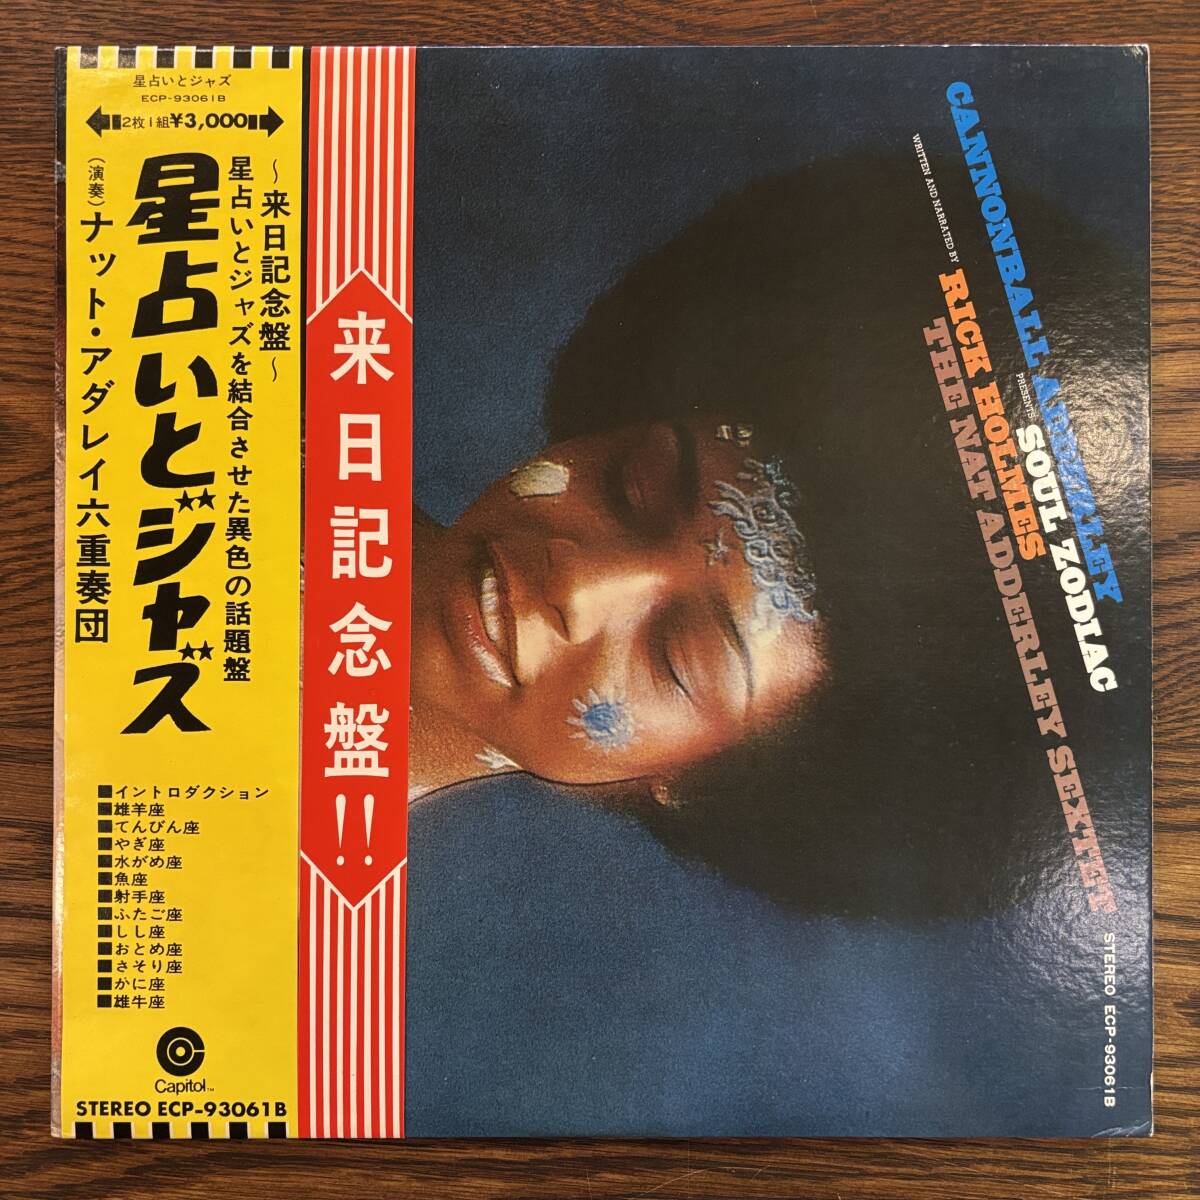 星占いとジャズ
ECP-93061B
2枚1組¥3,000
～来日記念盤～
星占いとジャズを結合させた異色の話題盤
星占いとジャズ
(演奏)ナット・アダレイ六重奏団
■イントロダクション
■雄羊座
■てんびん座
■やぎ座
■水がめ座
■魚座
■射手座
■ふたご座
■しし座
■おとめ座
■さそり座
■かに座
■雄牛座
Capitol™
STEREO ECP-93061B
来日記念盤!!
CANNONBALL ADDERLEY
PRESENTS SOUL ZODIAC
WRITTEN AND NARRATED BY RICK HOLMES
THE NAT ADDERLEY SEXTET
STEREO ECP-93061B